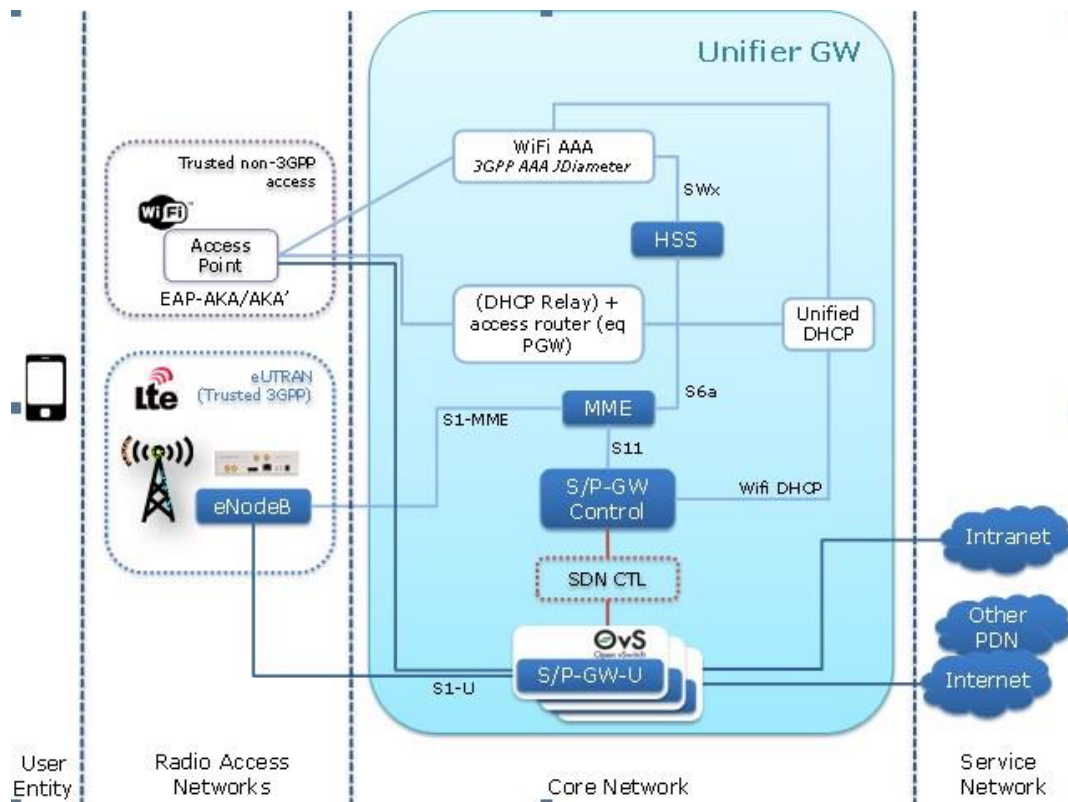 Unifier GW
WiFi AAA
3GPP AAA JDiameter
Trusted non-3GPP
access
WiFi
™
Access
Point
EAP-AKA/AKA'
SWx
HSS
(DHCP Relay) +
access router (eq
PGW)
Unified
DHCP
Lte
eUTRAN
(Trusted 3GPP)
S1-MME
MME
S6a
S11
eNodeB
S/P-GW
Control
Wifi DHCP
Intranet
SDN CTL
OvS
Open vSwitch
Other
PDN
S/P-GW-U
S1-U
Internet
User
Entity
Radio Access
Networks
Core Network
Service
Network